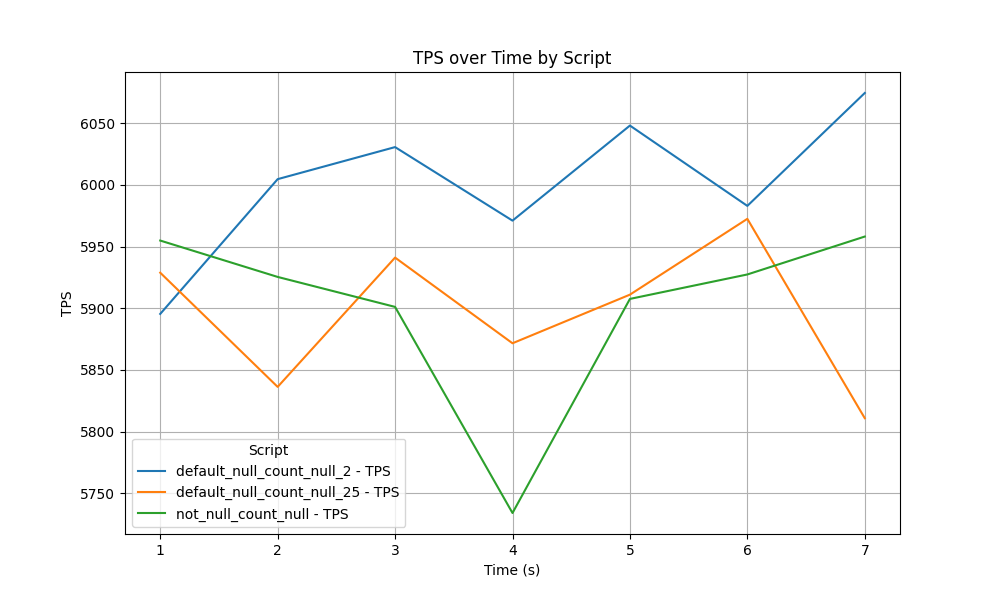 TPS over Time by Script
TPS
6050
6000
5950
5900
5850
5800
5750
Script
default_null_count_null_2 - TPS
default_null_count_null_25 - TPS
not_null_count_null - TPS
1 2 3 4 5 6 7
Time (s)